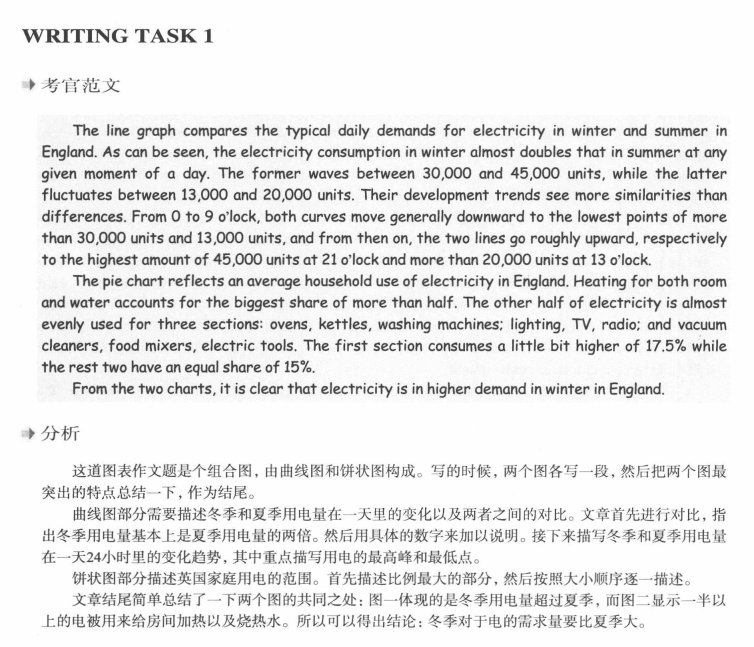 WRITING TASK 1
考官范文
The line graph compares the typical daily demands for electricity in winter and summer in
England. As can be seen, the electricity consumption in winter almost doubles that in summer at any
given moment of a day. The former waves between 30,000 and 45,000 units, while the latter
fluctuates between 13,000 and 20,000 units. Their development trends see more similarities than
differences. From 0 to 9 o'lock, both curves move generally downward to the lowest points of more
than 30,000 units and 13,000 units, and from then on, the two lines go roughly upward, respectively
to the highest amount of 45,000 units at 21 o'lock and more than 20,000 units at 13 o'lock.
The pie chart reflects an average household use of electricity in England. Heating for both room
and water accounts for the biggest share of more than half. The other half of electricity is almost
evenly used for three sections: ovens, kettles, washing machines; lighting, TV, radio; and vacuum
cleaners, food mixers, electric tools. The first section consumes a little bit higher of 17.5% while
the rest two have an equal share of 15%.
From the two charts, it is clear that electricity is in higher demand in winter in England.
分析
这道图表作文题是个组合图，由曲线图和饼状图构成。写的时候，两个图各写一段，然后把两个图最
突出的特点总结一下，作为结尾。
曲线图部分需要描述冬季和夏季用电量在一天里的变化以及两者之间的对比。文章首先进行对比，指
出冬季用电量基本上是夏季用电量的两倍。然后用具体的数字来加以说明。接下来描写冬季和夏季用电量
在一天24小时里的变化趋势，其中重点描写用电的最高峰和最低点。
饼状图部分描述英国家庭用电的范围。首先描述比例最大的部分，然后按照大小顺序逐一描述。
文章结尾简单总结了一下两个图的共同之处：图一体现的是冬季用电量超过夏季，而图二显示一半以
上的电被用来给房间加热以及烧热水。所以可以得出结论：冬季对于电的需求量要比夏季大。